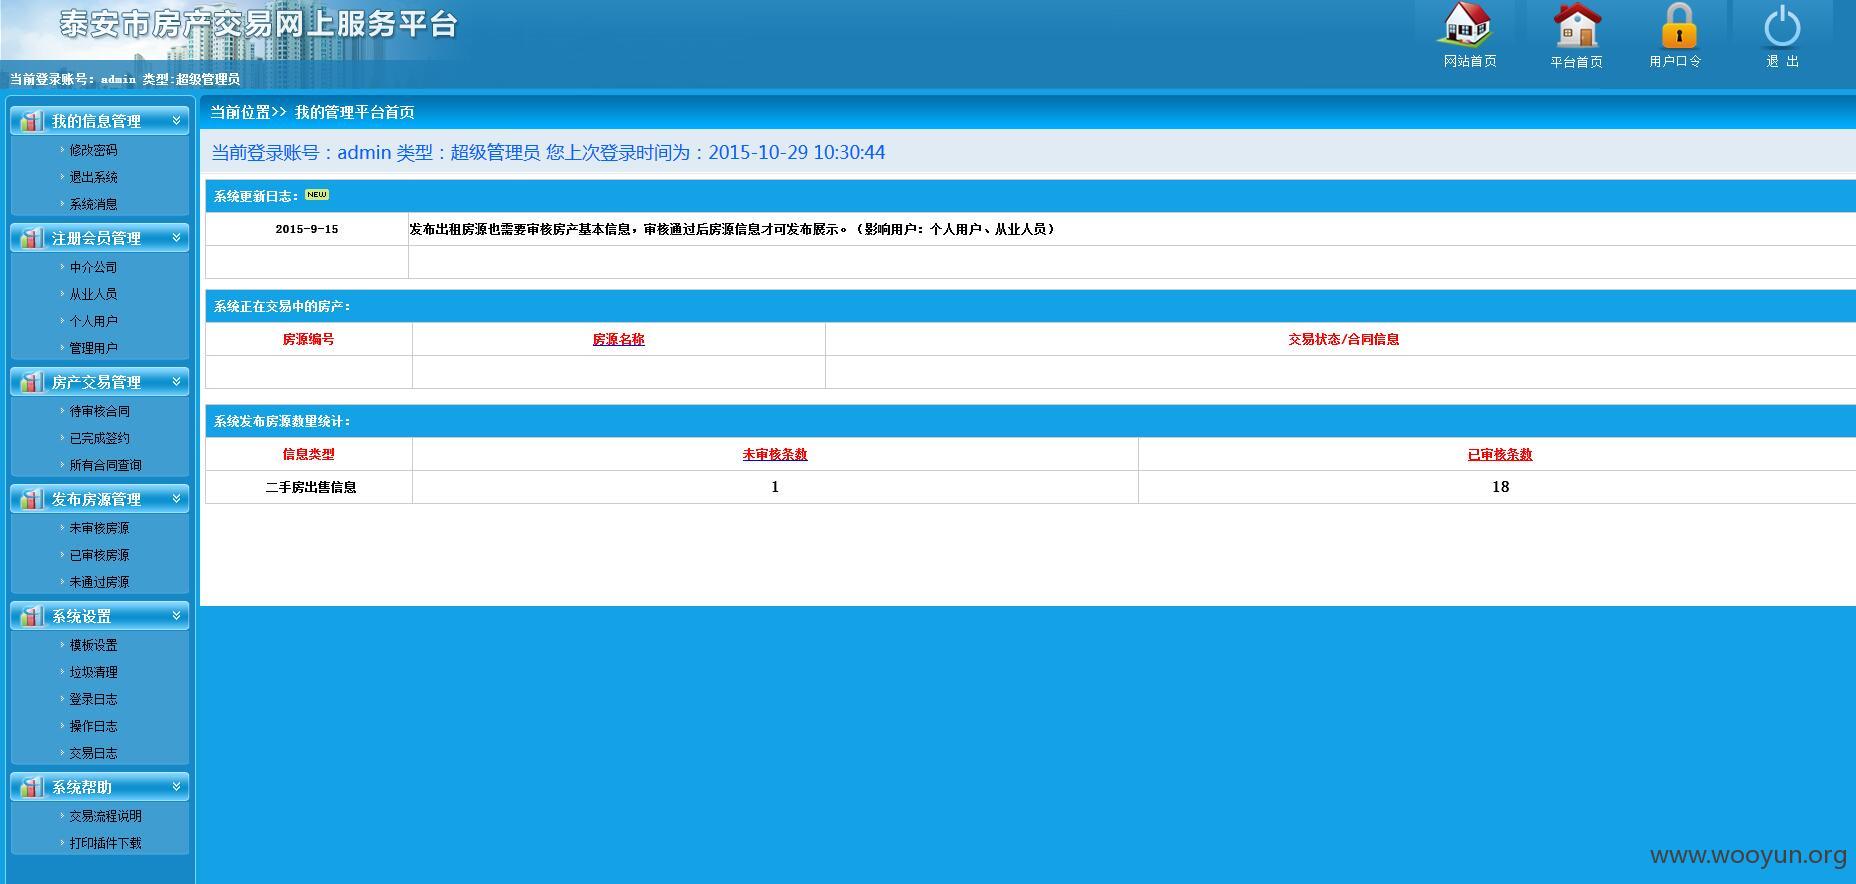 泰安市房产交易网上服务平台
网站首页
平台首页
用户口令
退 出
当前登录账号：admin 类型:超级管理员
我的信息管理
修改密码
退出系统
系统消息
注册会员管理
中介公司
从业人员
个人用户
管理用户
房产交易管理
待审核合同
已完成签约
所有合同查询
发布房源管理
未审核房源
已审核房源
未通过房源
系统设置
模板设置
垃圾清理
登录日志
操作日志
交易日志
系统帮助
交易流程说明
打印插件下载
当前位置>> 我的管理平台首页
当前登录账号：admin 类型：超级管理员 您上次登录时间为：2015-10-29 10:30:44
系统更新日志： NEW
2015-9-15 发布出租房源也需要审核房产基本信息，审核通过后房源信息才可发布展示。（影响用户：个人用户、从业人员）
系统正在交易中的房产：
房源编号 房源名称 交易状态/合同信息
系统发布房源数量统计：
信息类型 未审核条数 已审核条数
二手房出售信息 1 18
www.wooyun.org